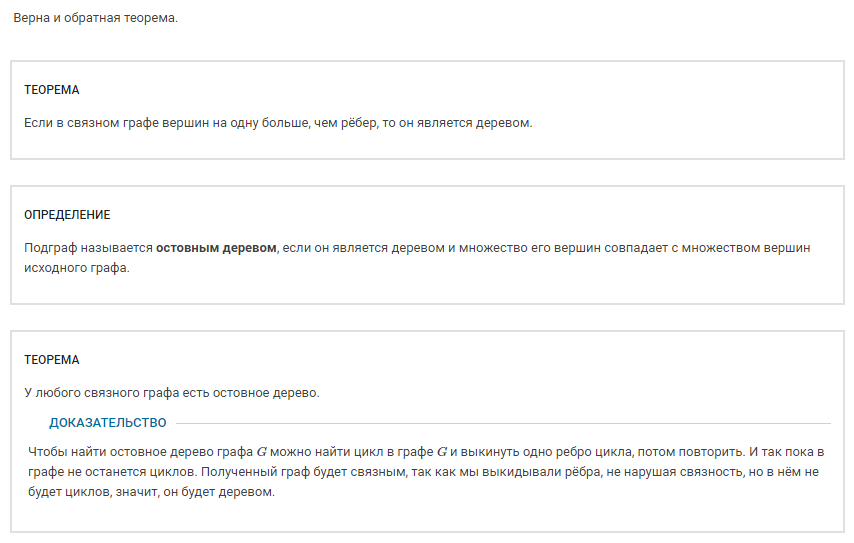 Верна и обратная теорема.
ТЕОРЕМА
Если в связном графе вершин на одну больше, чем рёбер, то он является деревом.
ОПРЕДЕЛЕНИЕ
Подграф называется остовным деревом, если он является деревом и множество его вершин совпадает с множеством вершин
исходного графа.
ТЕОРЕМА
У любого связного графа есть остовное дерево.
ДОКАЗАТЕЛЬСТВО
Чтобы найти остовное дерево графа G можно найти цикл в графе G и выкинуть одно ребро цикла, потом повторить. И так пока в
графе не останется циклов. Полученный граф будет связным, так как мы выкидывали рёбра, не нарушая связность, но в нём не
будет циклов, значит, он будет деревом.